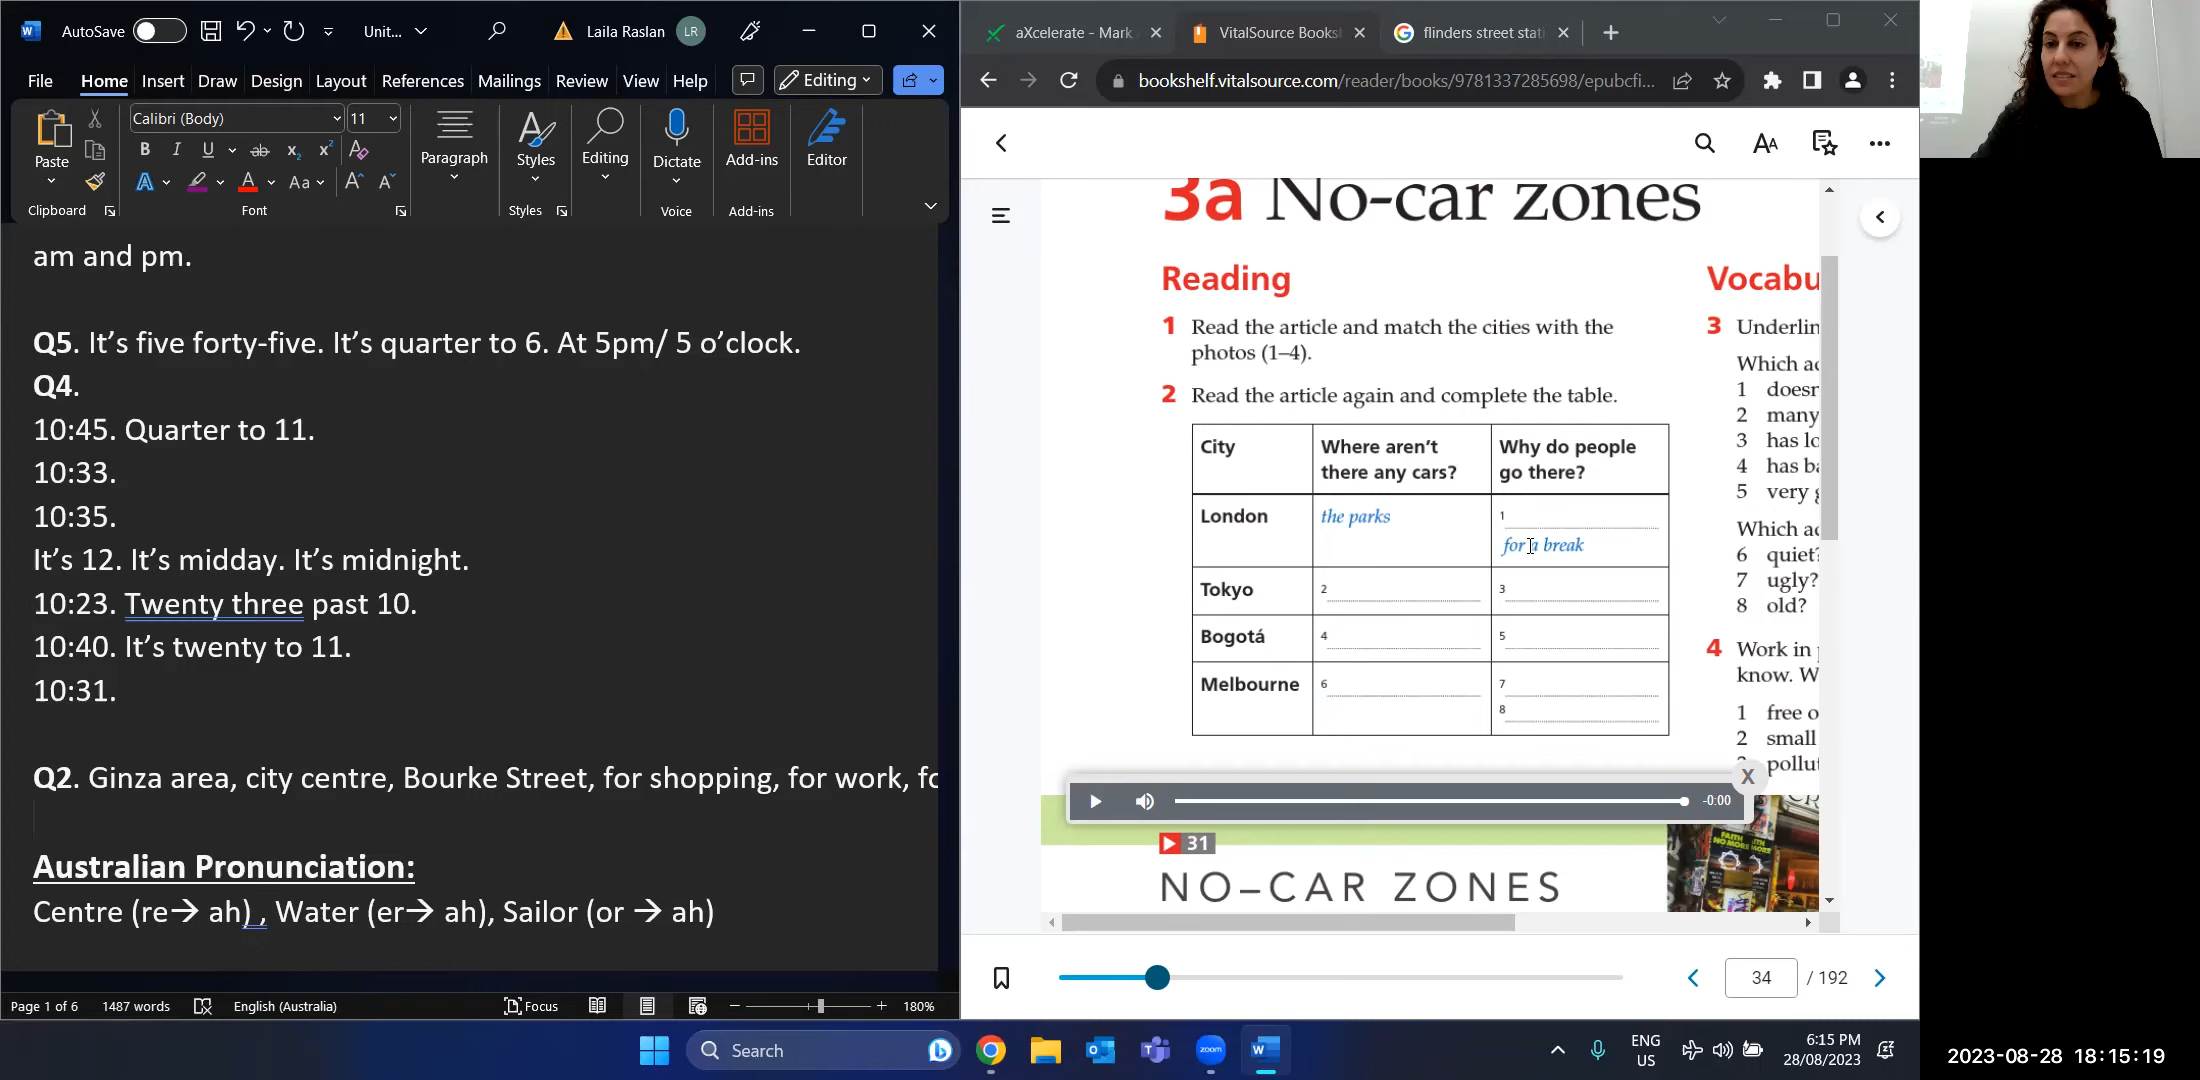 AutoSave
Unit...
Laila Raslan
LR
File
Home
Insert
Draw
Design
Layout
References
Mailings
Review
View
Help
Editing
Calibri (Body)
11
Paste
Paragraph
Styles
Editing
Dictate
Add-ins
Editor
Clipboard
Font
Styles
Voice
Add-ins
am and pm.
Q5. It’s five forty-five. It’s quarter to 6. At 5pm/ 5 o’clock.
Q4.
10:45. Quarter to 11.
10:33.
10:35.
It’s 12. It’s midday. It’s midnight.
10:23. Twenty three past 10.
10:40. It’s twenty to 11.
10:31.
Q2. Ginza area, city centre, Bourke Street, for shopping, for work, fo
Australian Pronunciation:
Centre (re→ ah) , Water (er→ ah), Sailor (or → ah)
Page 1 of 6
1487 words
English (Australia)
Focus
180%
aXcelerate - Mark
VitalSource Books
flinders street stati
bookshelf.vitalsource.com/reader/books/9781337285698/epubcfi...
3a No-car zones
Reading
1 Read the article and match the cities with the
photos (1–4).
2 Read the article again and complete the table.
City
Where aren’t
there any cars?
Why do people
go there?
London
the parks
1
for a break
Tokyo
2
3
Bogotá
4
5
Melbourne
6
7
8
Vocabu
3 Underlin
Which ac
1 doesn
2 many
3 has lo
4 has ba
5 very g
Which ac
6 quiet?
7 ugly?
8 old?
4 Work in p
know. W
1 free o
2 small
pollut
X
-0:00
31
NO–CAR ZONES
FAITH
NO MORE
34
/ 192
Search
zoom
ENG
US
6:15 PM
28/08/2023
2023-08-28 18:15:19